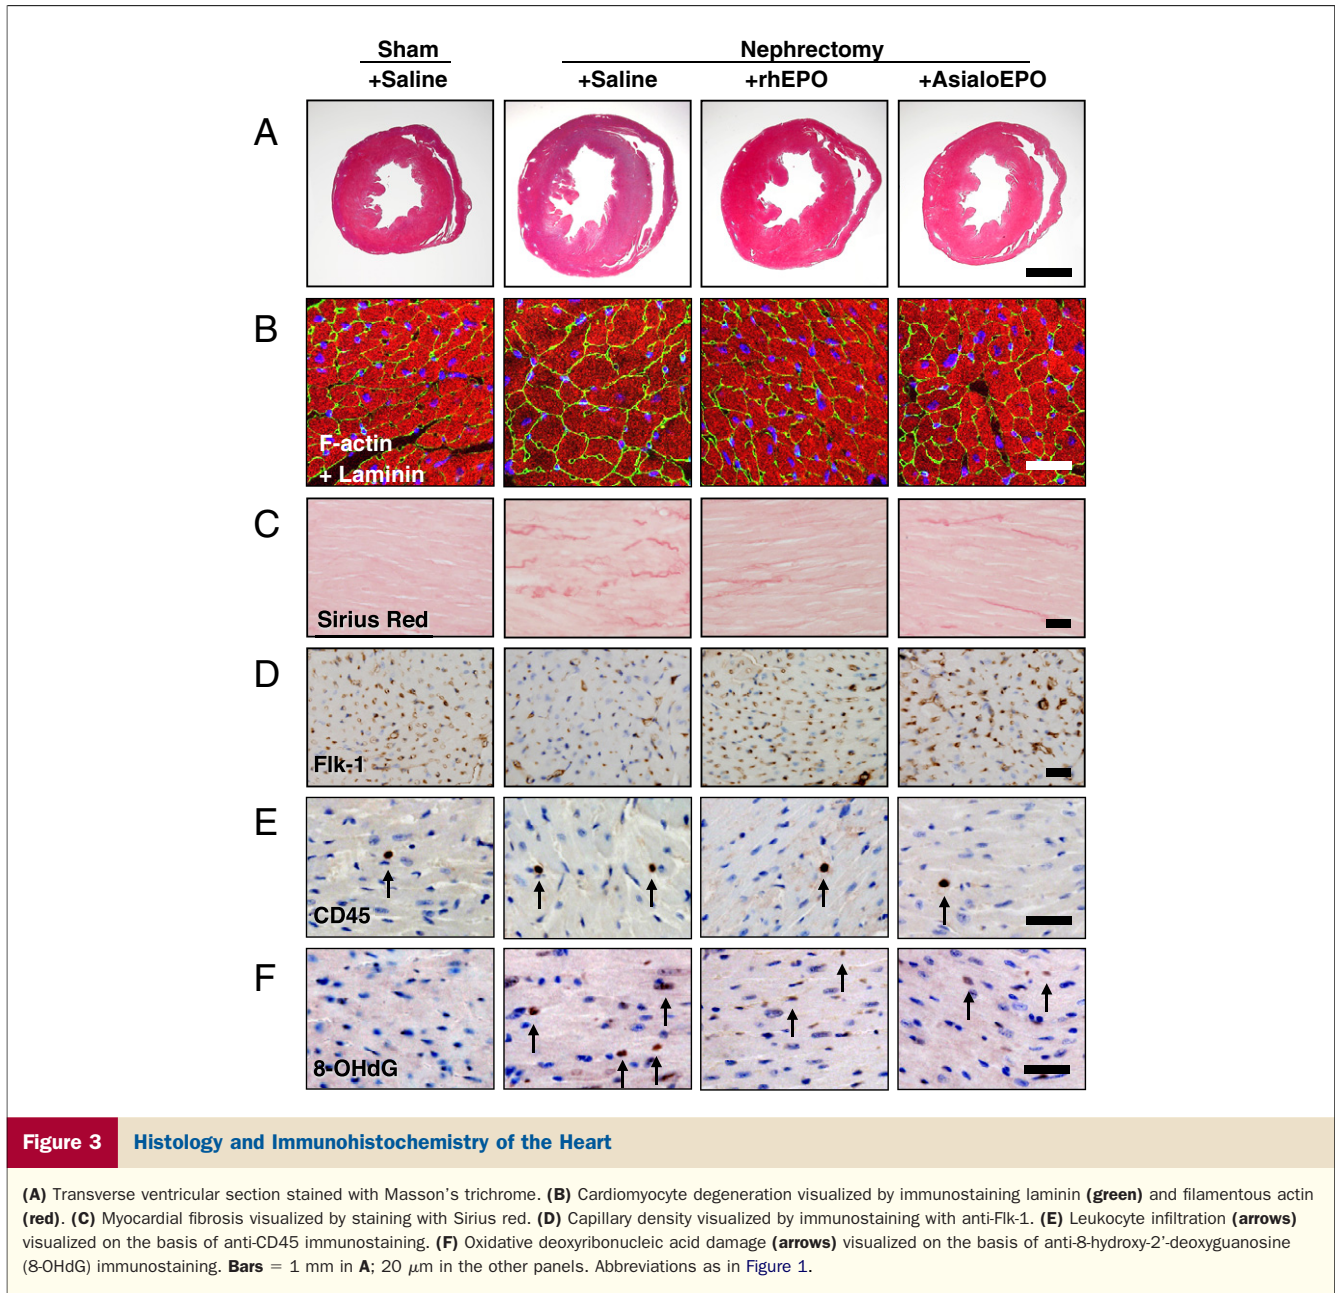 Sham
Nephrectomy
+Saline
+Saline
+rhEPO
+AsialoEPO
A
B
F-actin
+ Laminin
C
Sirius Red
D
Flk-1
E
CD45
F
8-OHdG
Figure 3
Histology and Immunohistochemistry of the Heart
(A) Transverse ventricular section stained with Masson's trichrome. (B) Cardiomyocyte degeneration visualized by immunostaining laminin (green) and filamentous actin
(red). (C) Myocardial fibrosis visualized by staining with Sirius red. (D) Capillary density visualized by immunostaining with anti-Flk-1. (E) Leukocyte infiltration (arrows)
visualized on the basis of anti-CD45 immunostaining. (F) Oxidative deoxyribonucleic acid damage (arrows) visualized on the basis of anti-8-hydroxy-2'-deoxyguanosine
(8-OHdG) immunostaining. Bars = 1 mm in A; 20 μm in the other panels. Abbreviations as in Figure 1.